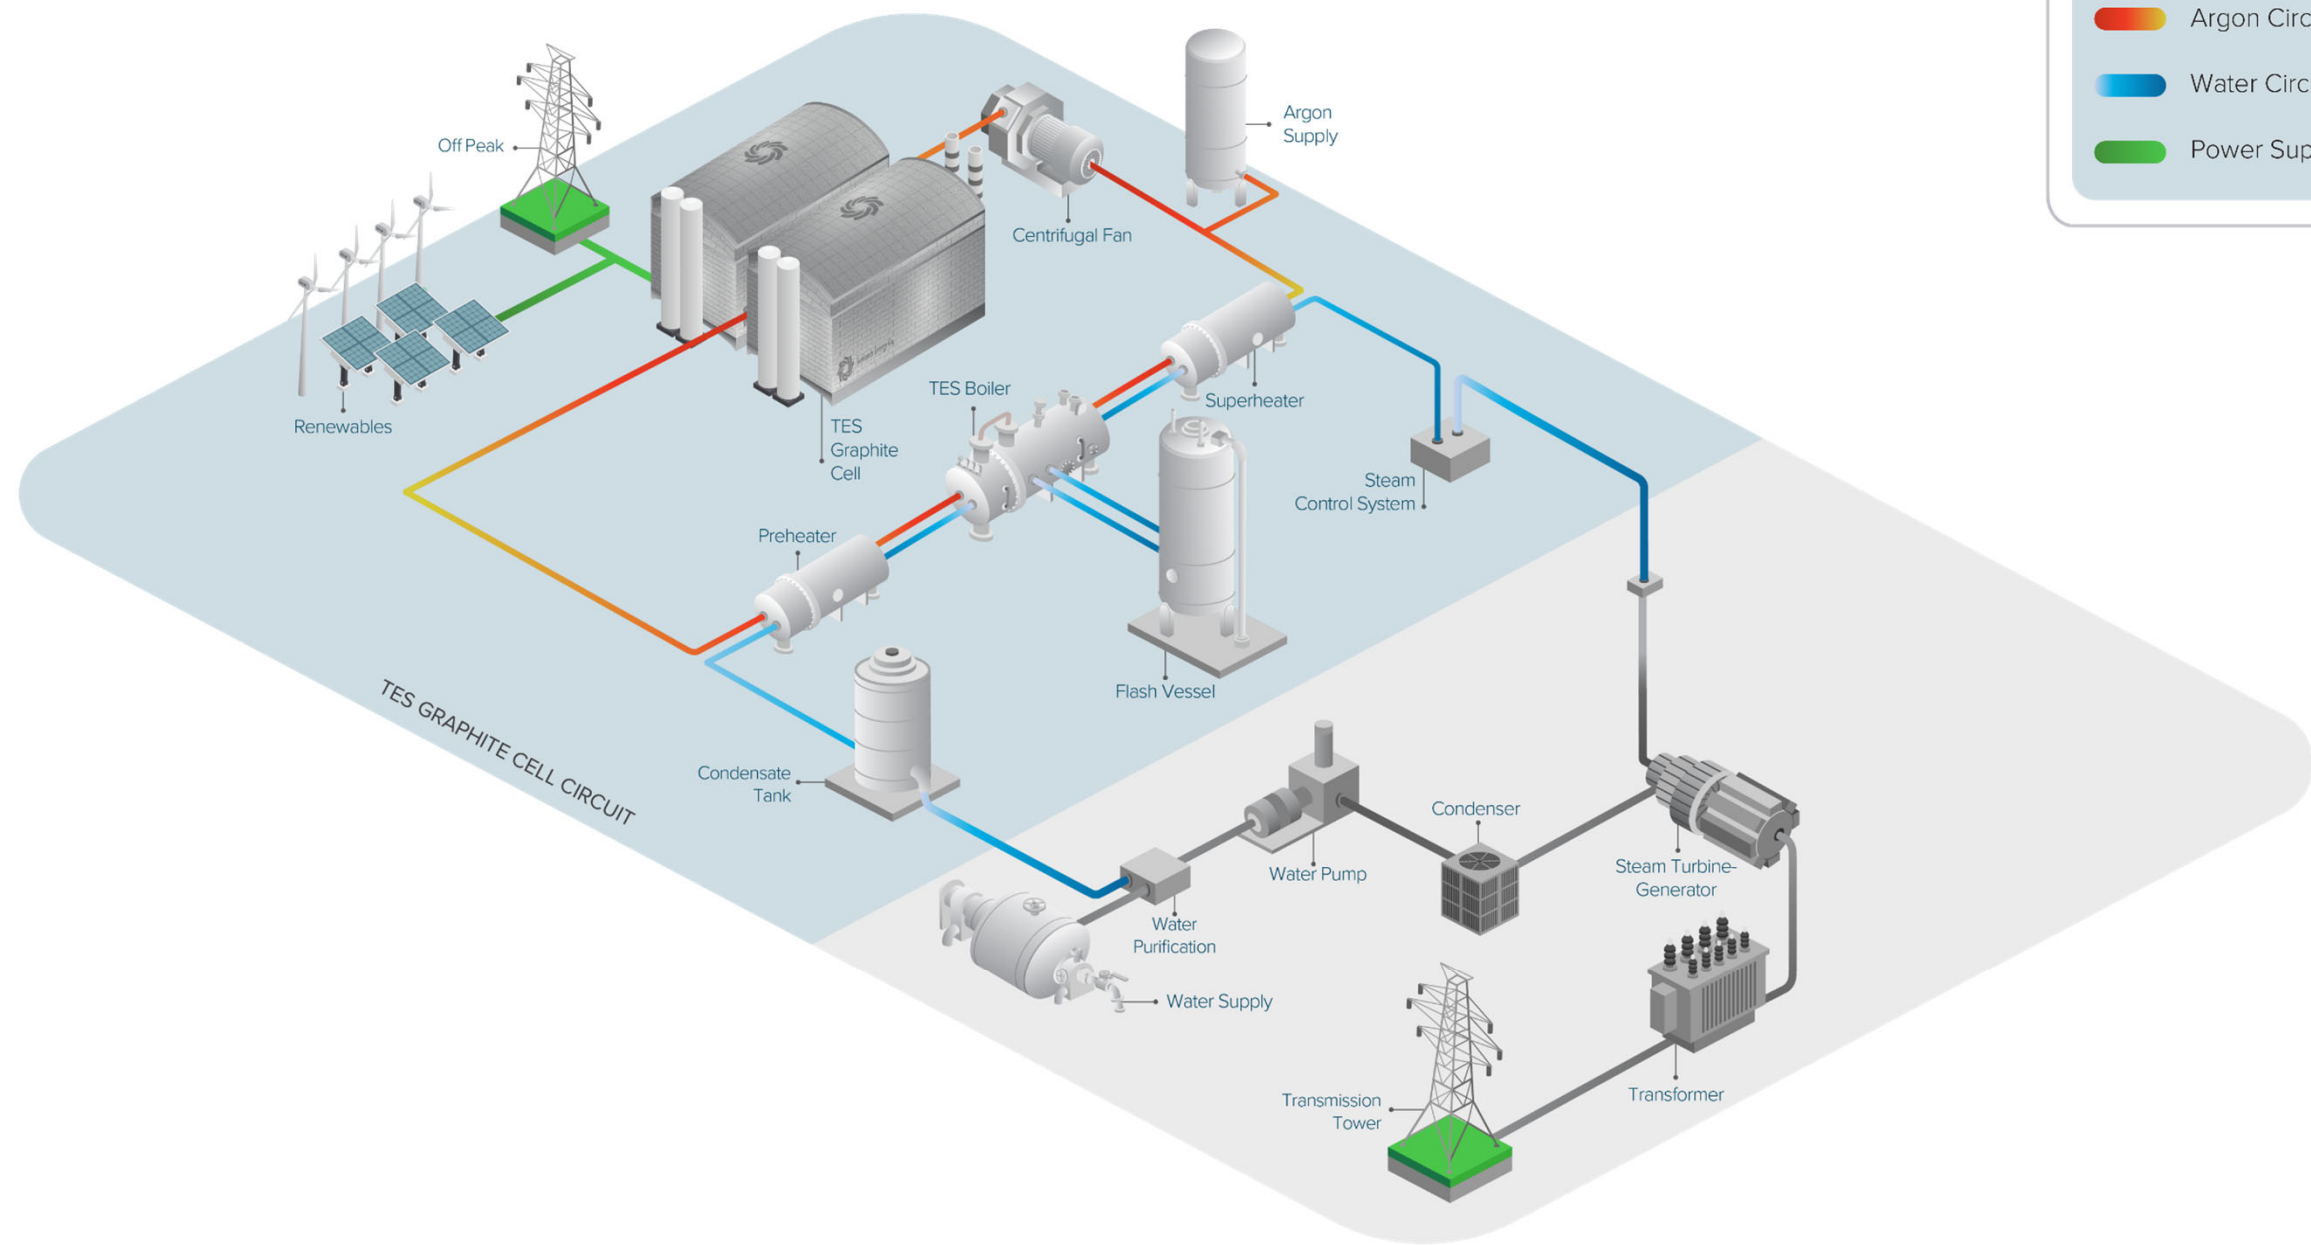 Argon Circ
Water Circ
Power Sup
Argon
Supply
Off Peak
Centrifugal Fan
TES Boiler
Superheater
Renewables
TES
Graphite
Cell
Steam
Control System
Preheater
Flash Vessel
TES GRAPHITE CELL CIRCUIT
Condensate
Tank
Condenser
Water Pump
Steam Turbine-
Generator
Water
Purification
Water Supply
Transmission
Tower
Transformer